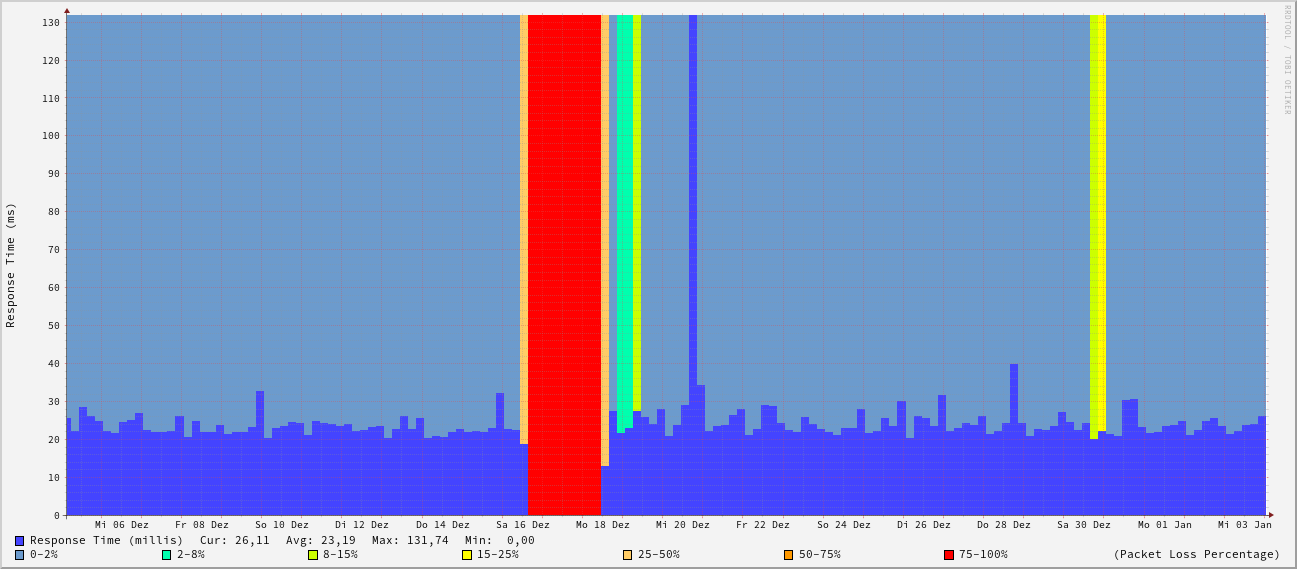 RRDTOOL / TOBI OETIKER
Response Time (ms)
130
120
110
100
90
80
70
60
50
40
30
20
10
0
Mi 06 Dez Fr 08 Dez So 10 Dez Di 12 Dez Do 14 Dez Sa 16 Dez Mo 18 Dez Mi 20 Dez Fr 22 Dez So 24 Dez Di 26 Dez Do 28 Dez Sa 30 Dez Mo 01 Jan Mi 03 Jan
Response Time (millis) Cur: 26,11 Avg: 23,19 Max: 131,74 Min: 0,00
0-2% 2-8% 8-15% 15-25% 25-50% 50-75% 75-100% (Packet Loss Percentage)